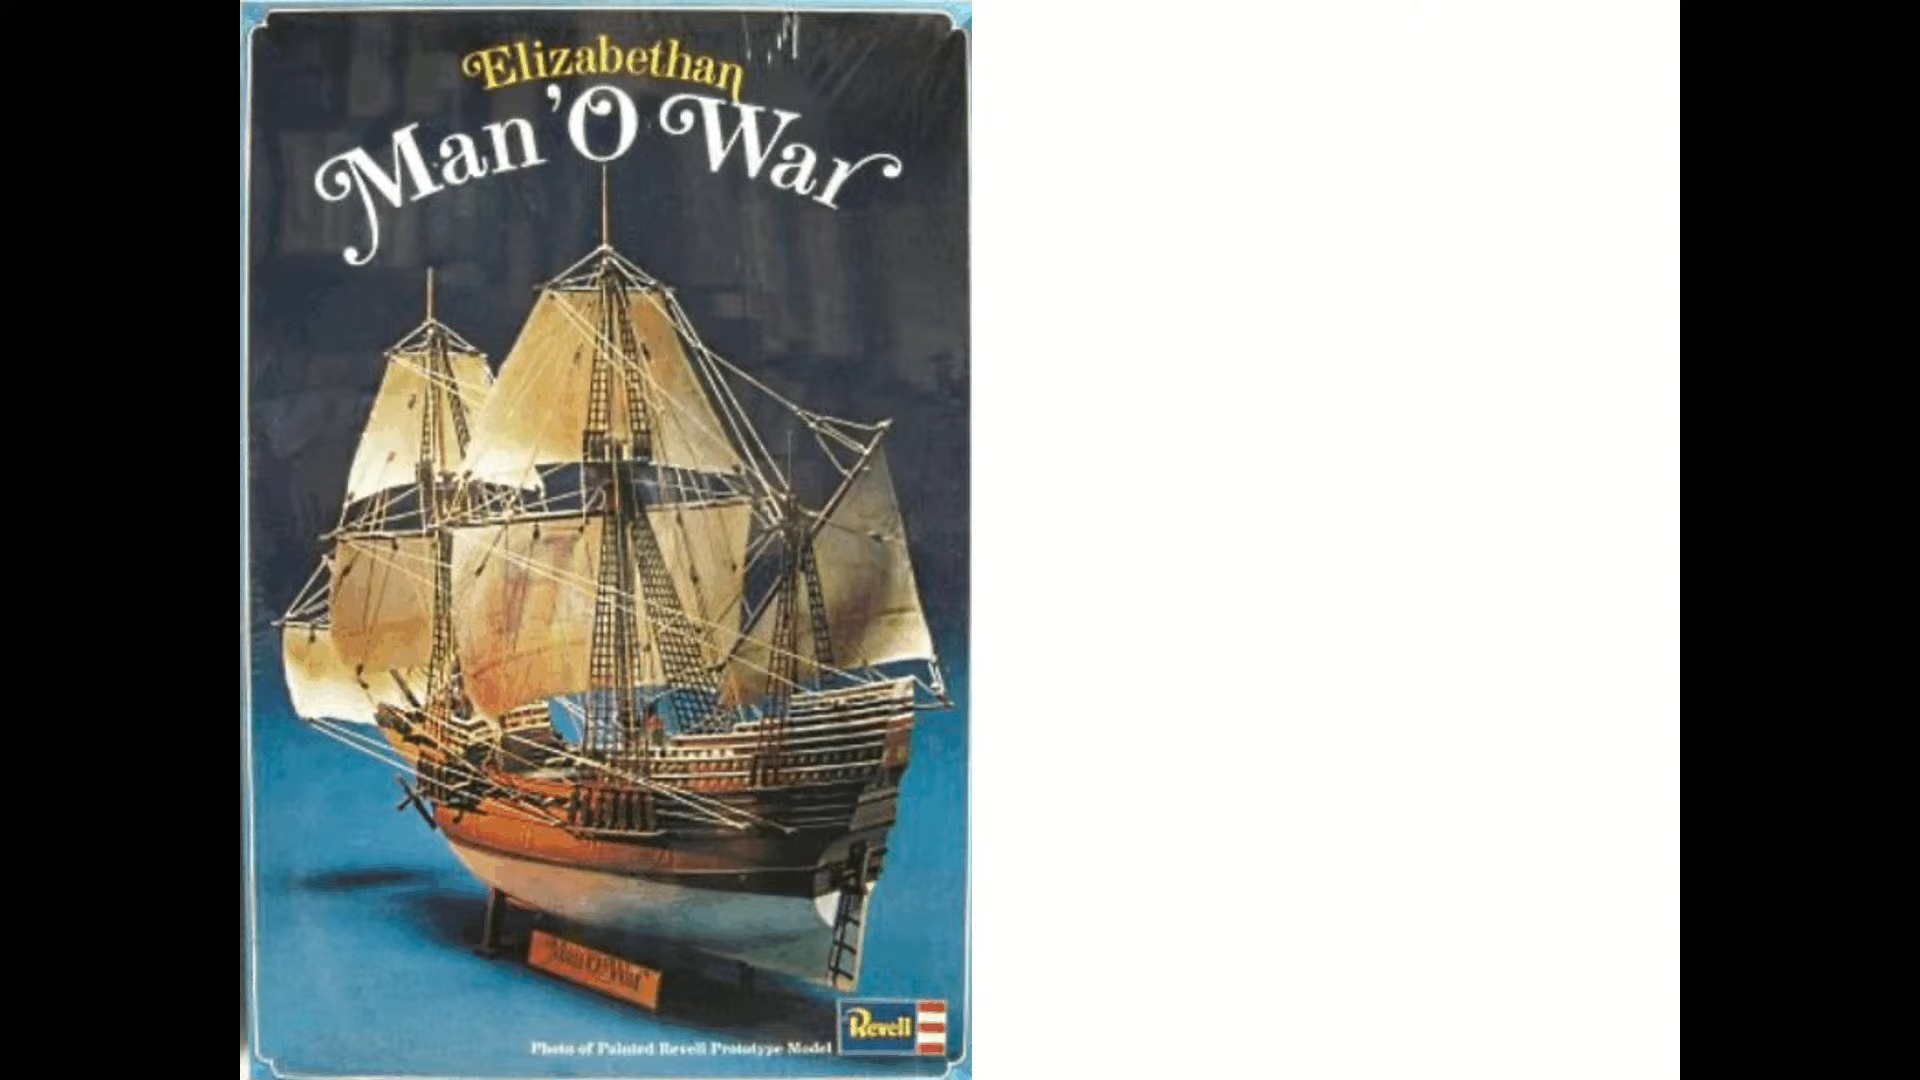 Elizabethan
Man 'O War
Man O War
Revell
Photo of Painted Revell Prototype Model